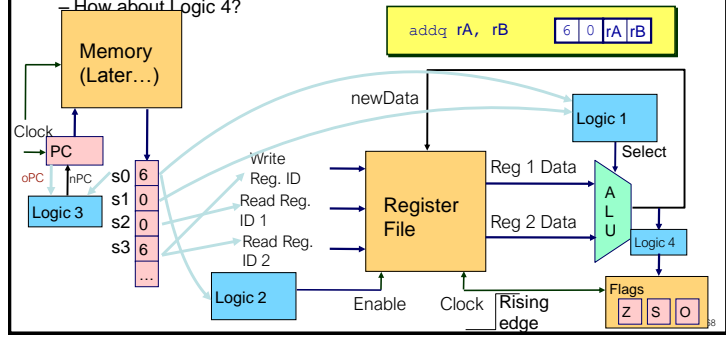 – How about Logic 4?
addq rA, rB
6 0 rA rB
Memory
(Later…)
newData
Logic 1
Clock
PC
Select
oPC
nPC
Write
Reg. ID
s0 6
s1 0
s2 0
s3 6
…
Reg 1 Data
Read Reg.
ID 1
Register
File
A
L
U
Logic 3
Reg 2 Data
Read Reg.
ID 2
Logic 4
Logic 2
Enable
Clock
Rising
edge
Flags
Z S O